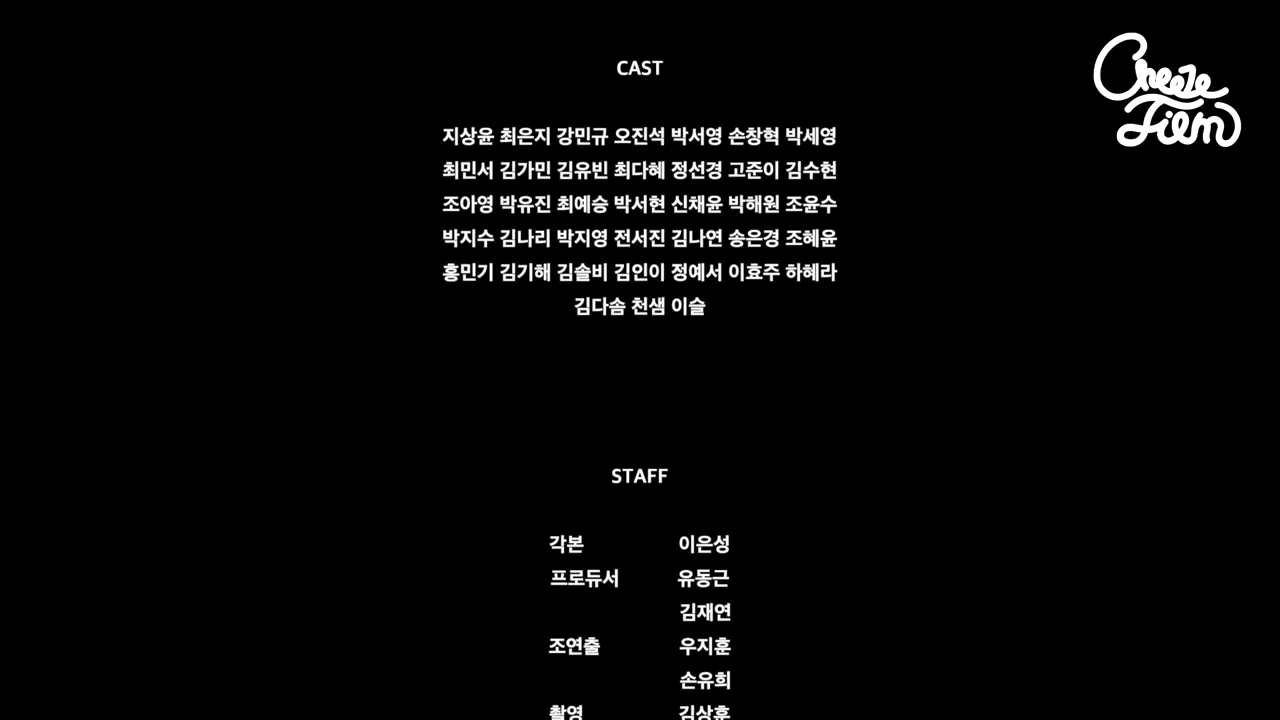 Cheeze
Film
CAST
지상윤 최은지 강민규 오진석 박서영 손창혁 박세영
최민서 김가민 김유빈 최다혜 정선경 고준이 김수현
조아영 박유진 최예승 박서현 신채윤 박해원 조윤수
박지수 김나리 박지영 전서진 김나연 송은경 조혜윤
홍민기 김기해 김솔비 김인이 정예서 이효주 하혜라
김다솜 천샘 이슬
STAFF
각본 이은성
프로듀서 유동근
김재연
조연출 우지훈
손유희
촬영 김상훈